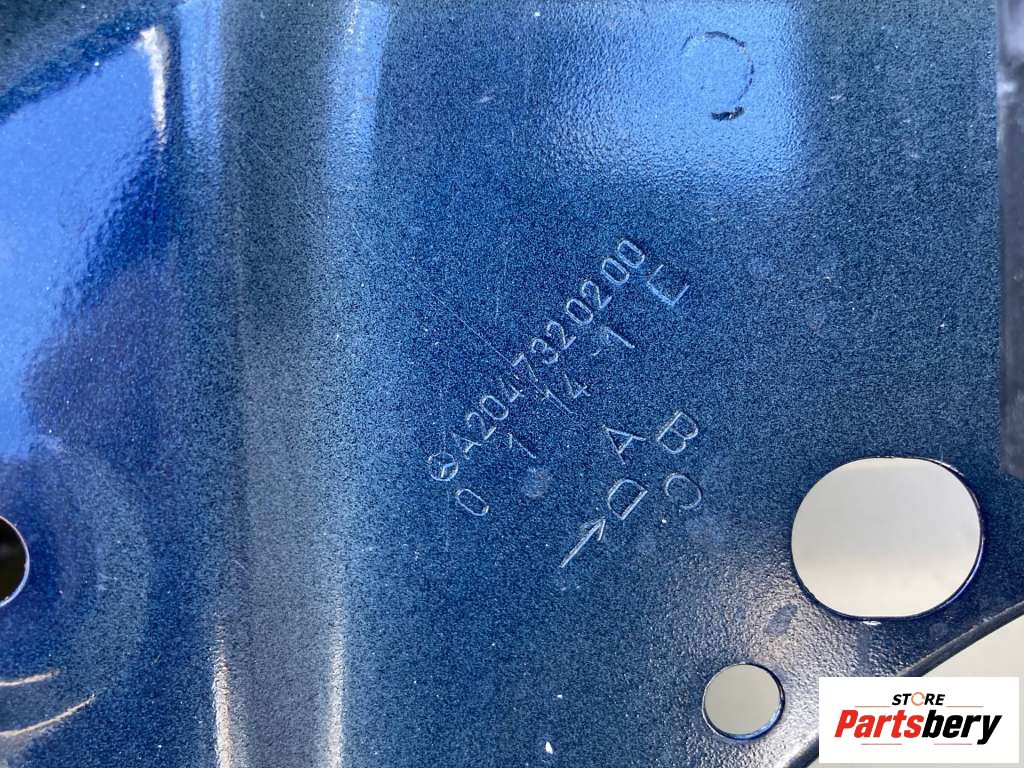 A2047320200
0 1 14 -1 E
A B
D C
STORE
Partsbery